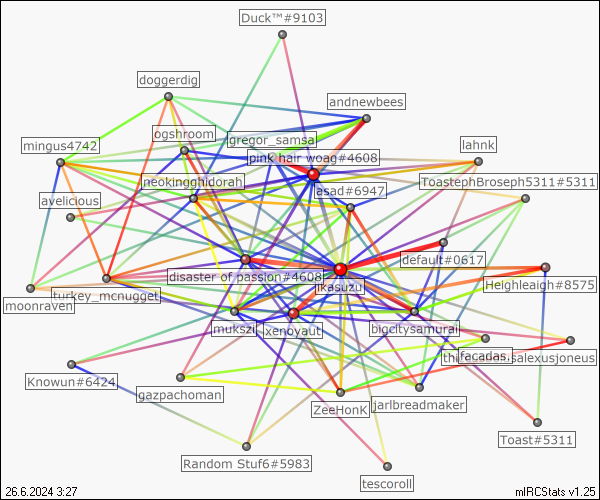 Duck™#9103
doggerdig
andnewbees
ogshroom
gregor_samsa
mingus4742
lahnk
pink hair woag#4608
neokingghidorah
asad#6947
ToastephBroseph5311#5311
avelicious
default#0617
disaster of passion#4608
ikasuzu
Heighleaigh#8575
moonraven
turkey_mcnugget
mukszi
xenoyaut
bigcitysamurai
facadas.
salexusjoneus
Knowun#6424
gazpachoman
ZeeHonK
jarlbreadmaker
Toast#5311
Random Stuf6#5983
tescoroll
26.6.2024 3:27
mIRCStats v1.25